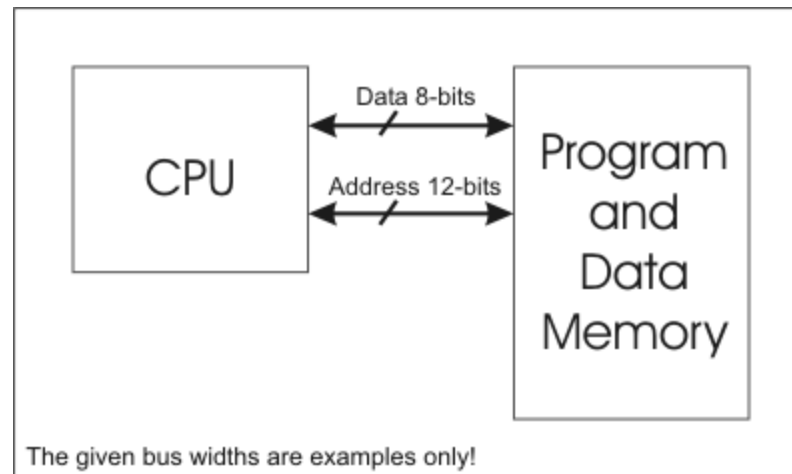 Data 8-bits
CPU
Address 12-bits
Program
and
Data
Memory
The given bus widths are examples only!